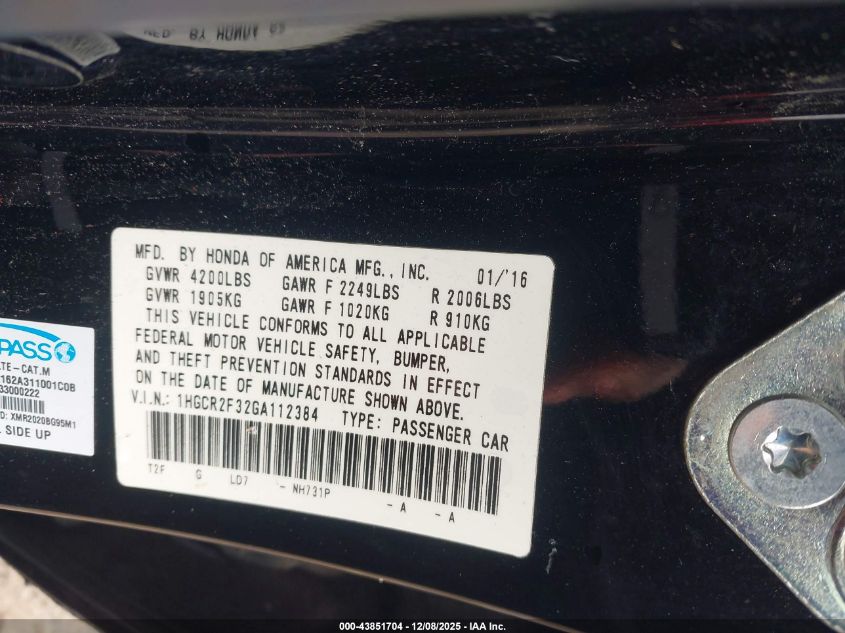 MFD. BY HONDA OF AMERICA MFG., INC. 01/'16
GVWR 4200LBS GAWR F 2249LBS R 2006LBS
GVWR 1905KG GAWR F 1020KG R 910KG
THIS VEHICLE CONFORMS TO ALL APPLICABLE
FEDERAL MOTOR VEHICLE SAFETY, BUMPER,
AND THEFT PREVENTION STANDARDS IN EFFECT
ON THE DATE OF MANUFACTURE SHOWN ABOVE.
V.I.N.: 1HGCR2F32GA112384 TYPE: PASSENGER CAR
T2F G LD7 - NH731P - A - A
PASS
LTE-CAT.M
162A311001C0B
33000222
D: XMR2020BG95M1
SIDE UP
000-43851704 - 12/08/2025 - IAA Inc.